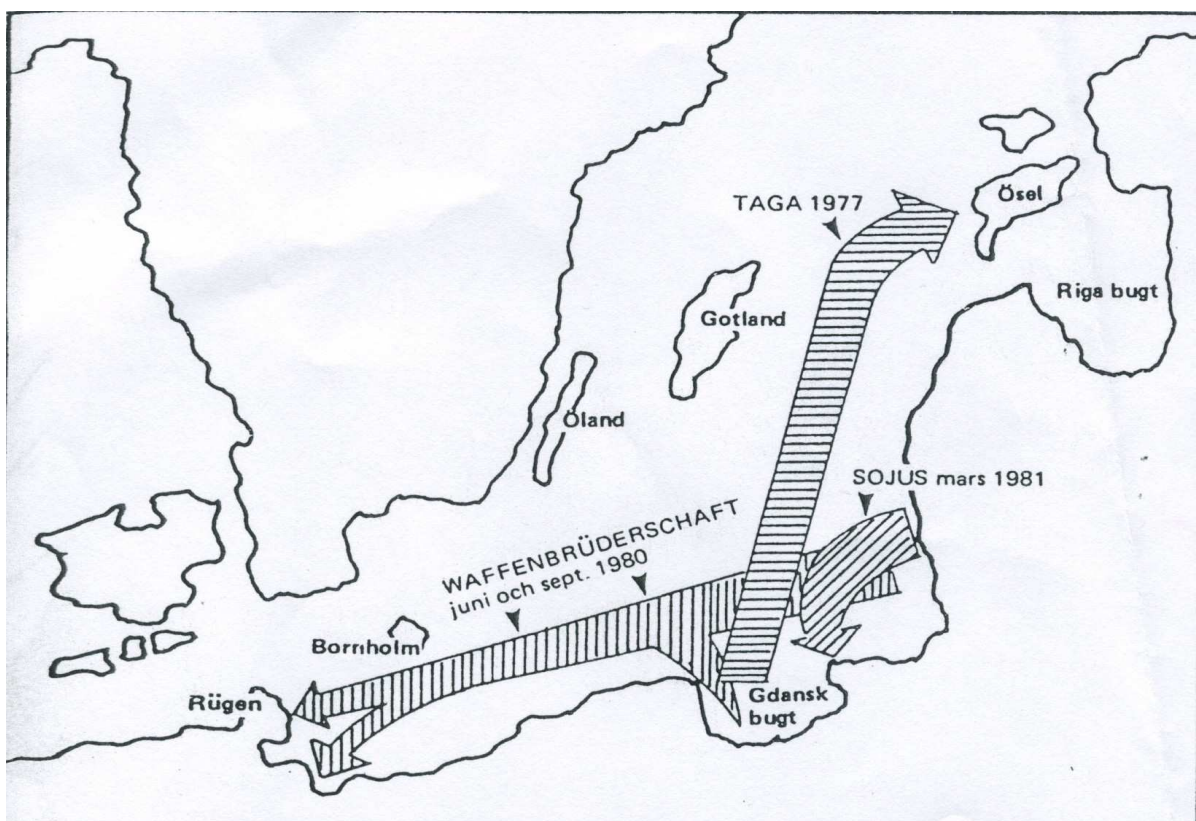 TAGA 1977
Ösel
Riga bugt
Gotland
Öland
SOJUS mars 1981
WAFFENBRÜDERSCHAFT
juni och sept. 1980
Bornholm
Rügen
Gdansk
bugt